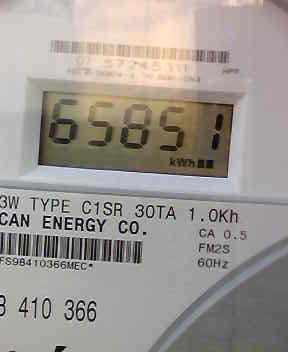 65851
kWh
3W TYPE C1SR 30TA 1.0Kh
CAN ENERGY CO.
CA 0.5
FM2S
60Hz
FS98410366MEC*
8 410 366